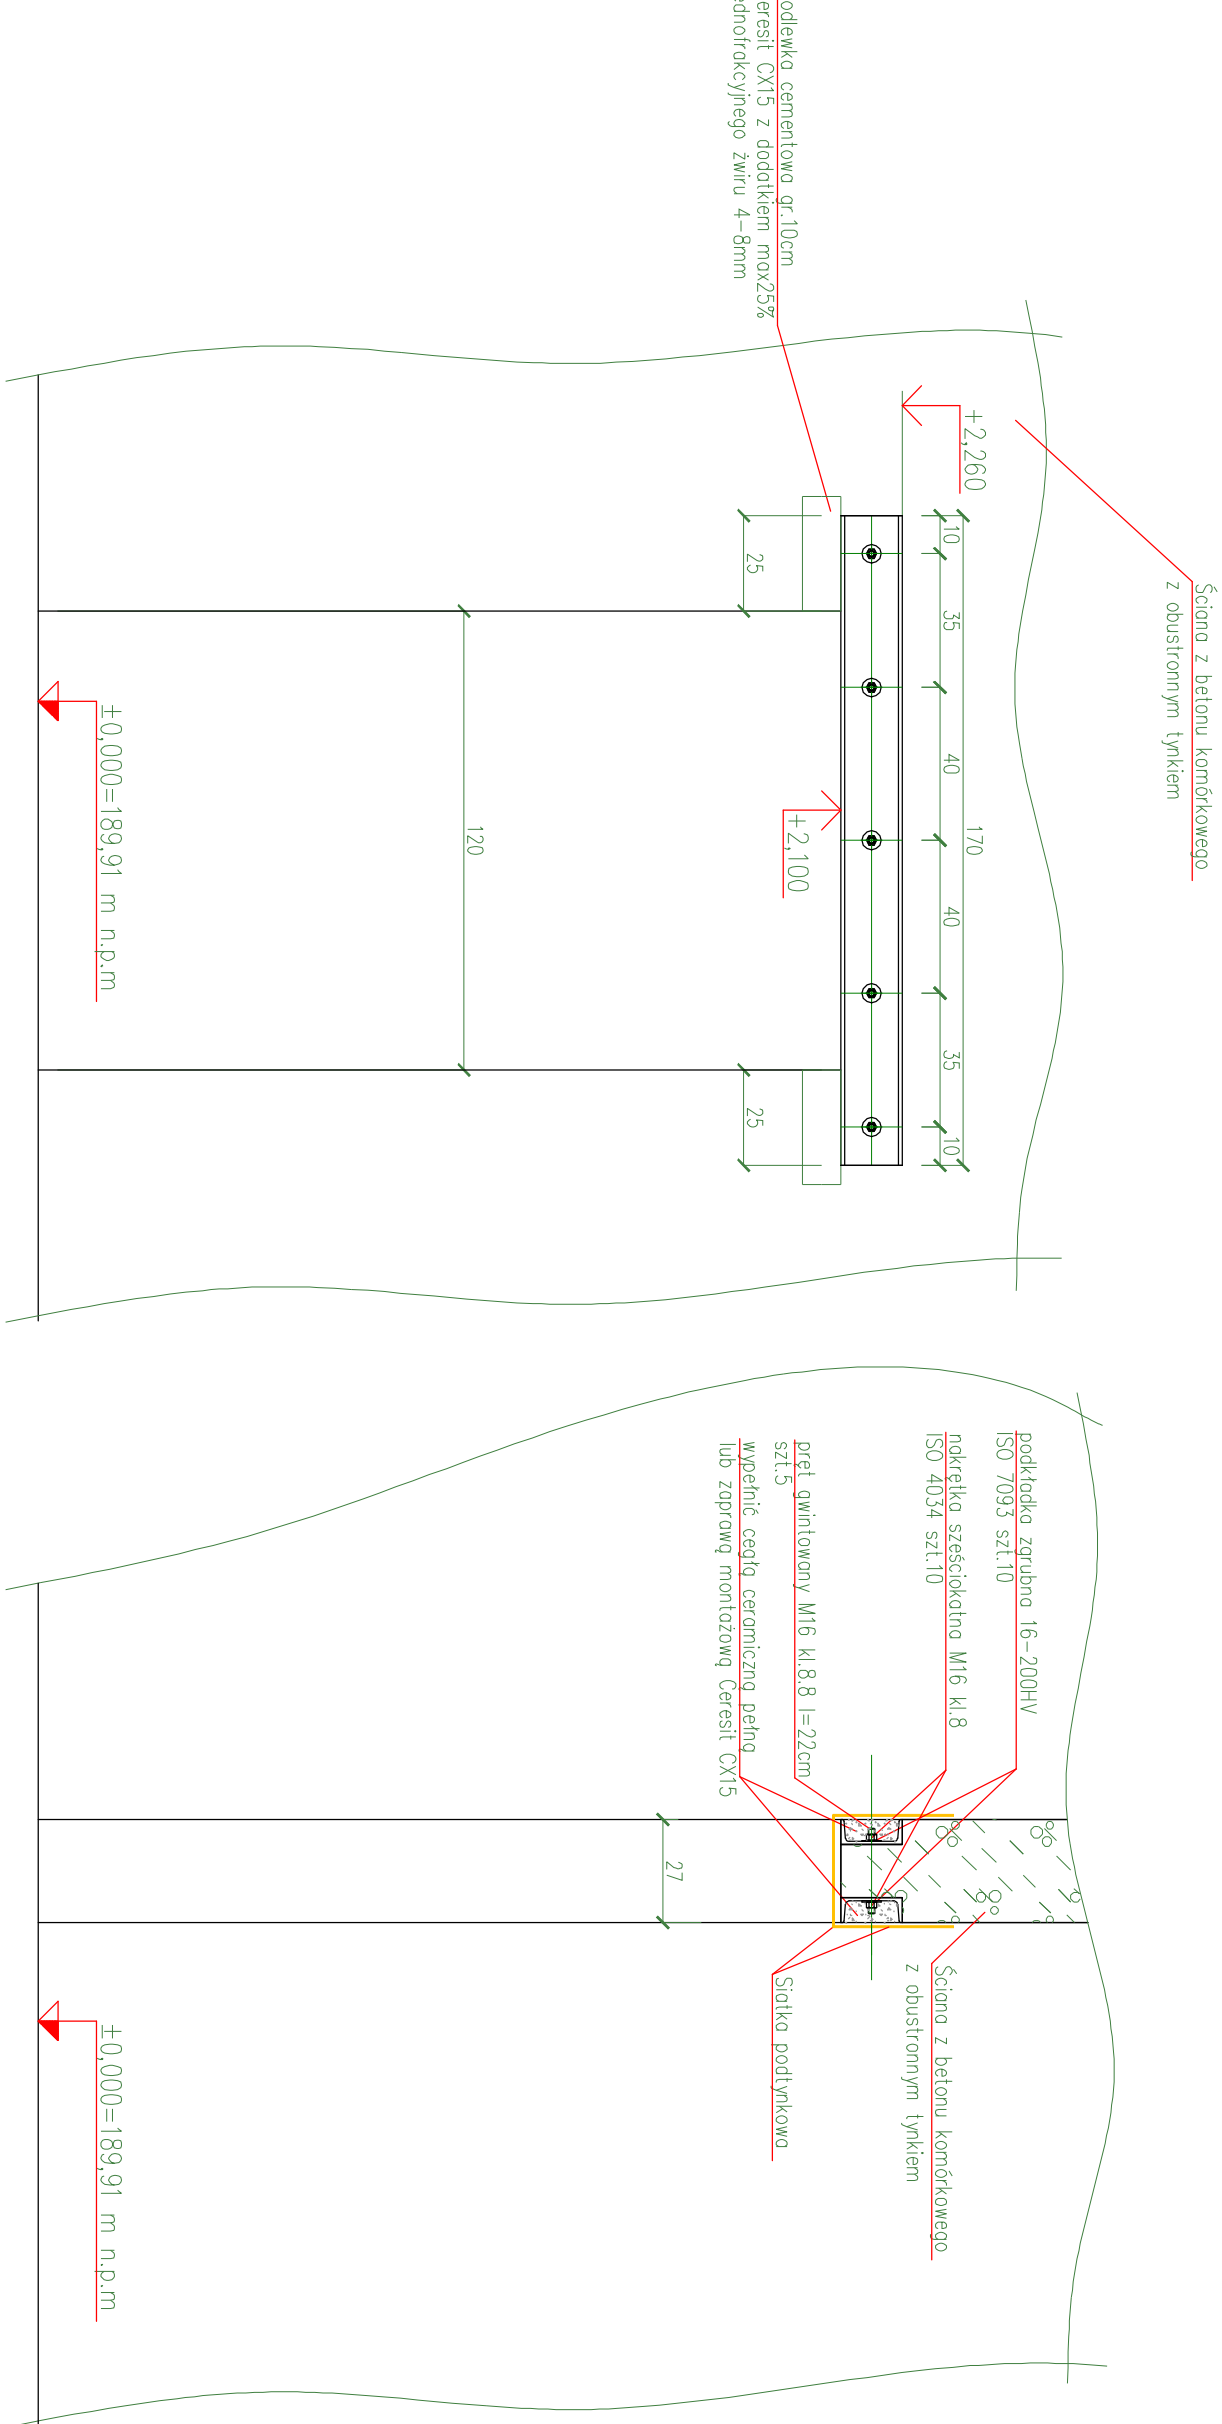 Ściana z betonu komórkowego
z obustronnym tynkiem
odlewka cementowa gr.10cm
eresit CX15 z dodatkiem max25%
ednofrakcyjnego żwiru 4-8mm
+2,260
170
10
35
40
40
35
10
+2,100
25
25
120
±0,000=189,91 m n.p.m
podkładka zgrubna 16-200HV
ISO 7093 szt.10
nakrętka sześciokątna M16 kl.8
ISO 4034 szt.10
pręt gwintowany M16 kl.8.8 l=22cm
szt.5
wypełnić cegłą ceramiczną pełną
lub zaprawą montażową Ceresit CX15
27
Ściana z betonu komórkowego
z obustronnym tynkiem
Siatka podtynkowa
±0,000=189,91 m n.p.m